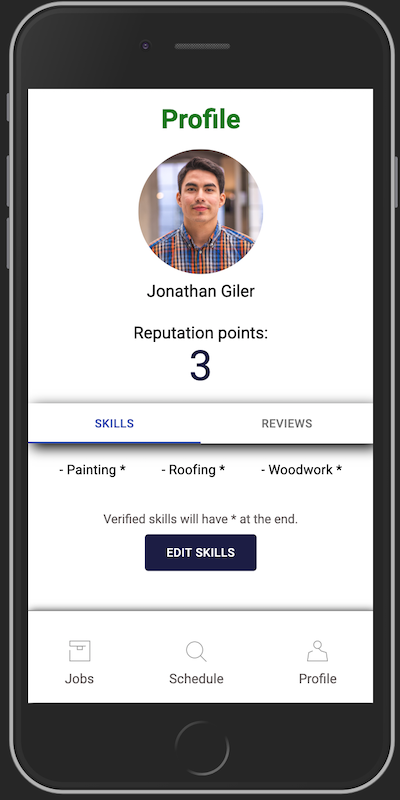 Profile
Jonathan Giler
Reputation points:
3
SKILLS REVIEWS
- Painting * - Roofing * - Woodwork *
Verified skills will have * at the end.
EDIT SKILLS
Jobs Schedule Profile